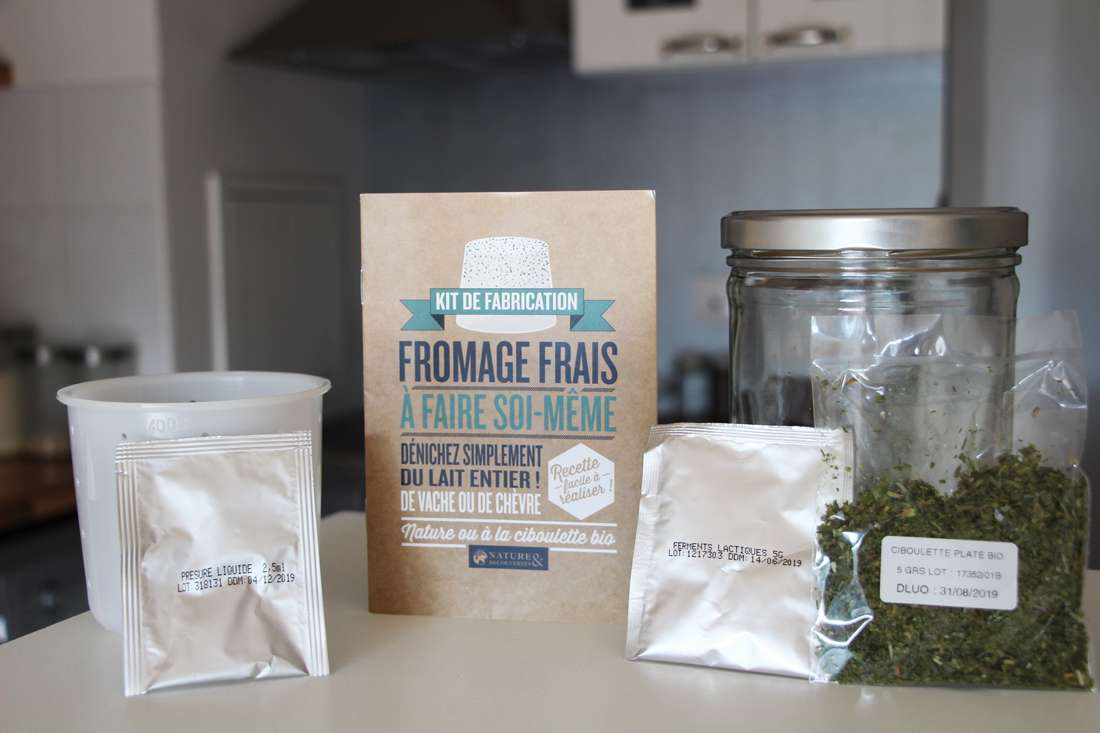 400
PRESURE LIQUIDE 2,5ml
LOT:318131 DDM:04/12/2019
KIT DE FABRICATION
FROMAGE FRAIS
À FAIRE SOI-MÊME
DÉNICHEZ SIMPLEMENT
DU LAIT ENTIER !
DE VACHE OU DE CHÈVRE
Recette
facile à
réaliser !
Nature ou à la ciboulette bio
NATURE &
DÉCOUVERTES
FERMENTS LACTIQUES 5G
LOT:1217303 DDM:14/06/2019
CIBOULETTE PLATE BIO
5 GRS LOT : 17352/01B
DLUO : 31/08/2019